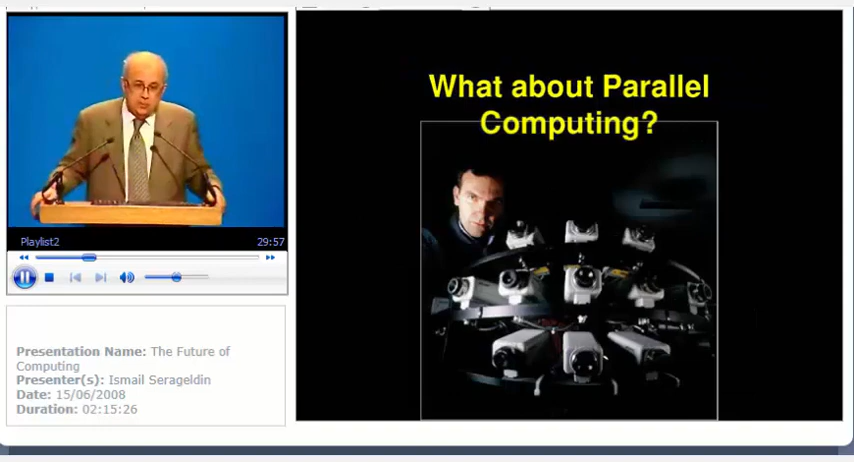 Playlist2 29:57
Presentation Name: The Future of
Computing
Presenter(s): Ismail Serageldin
Date: 15/06/2008
Duration: 02:15:26
What about Parallel
Computing?